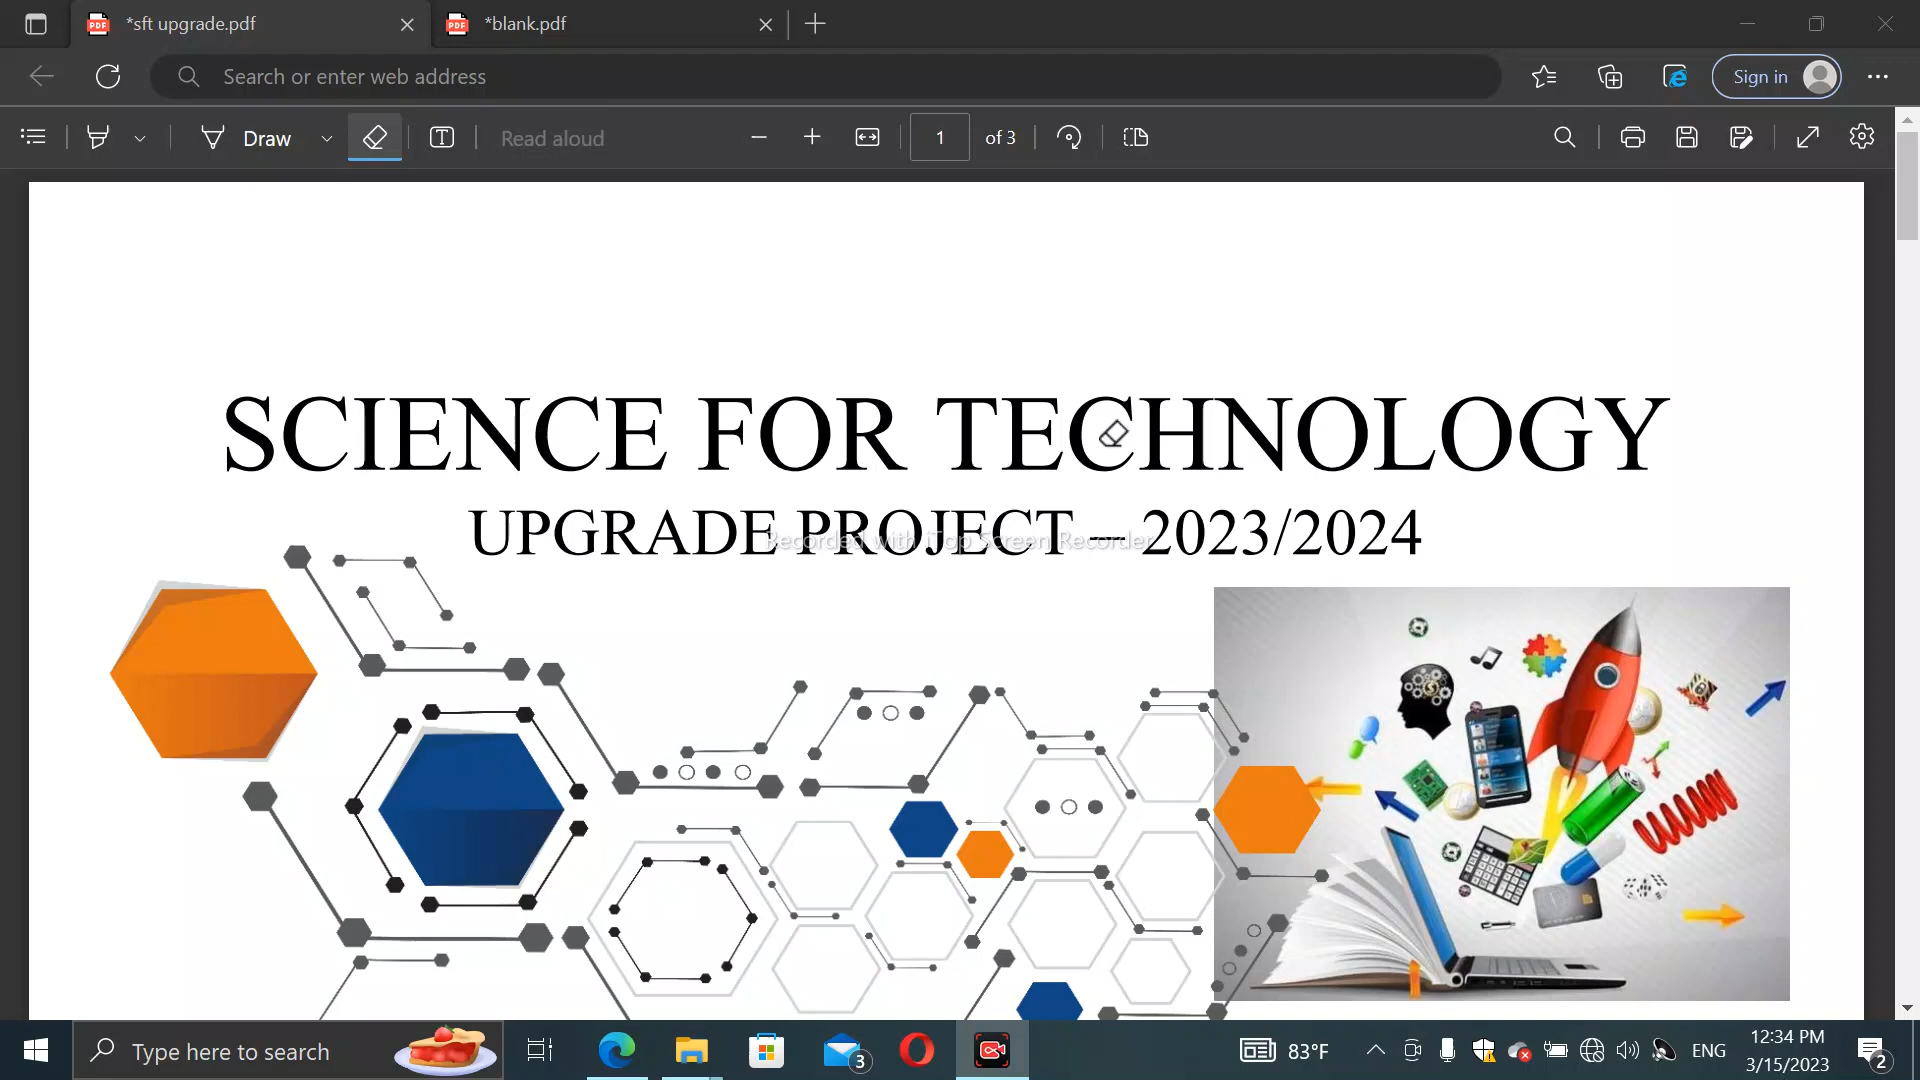 *sft upgrade.pdf
*blank.pdf
Search or enter web address
Sign in
Draw
Read aloud
1
of 3
SCIENCE FOR TECHNOLOGY
UPGRADE PROJECT – 2023/2024
Recorded with iTop Screen Recorder
Type here to search
3
83°F
ENG
12:34 PM
3/15/2023
2